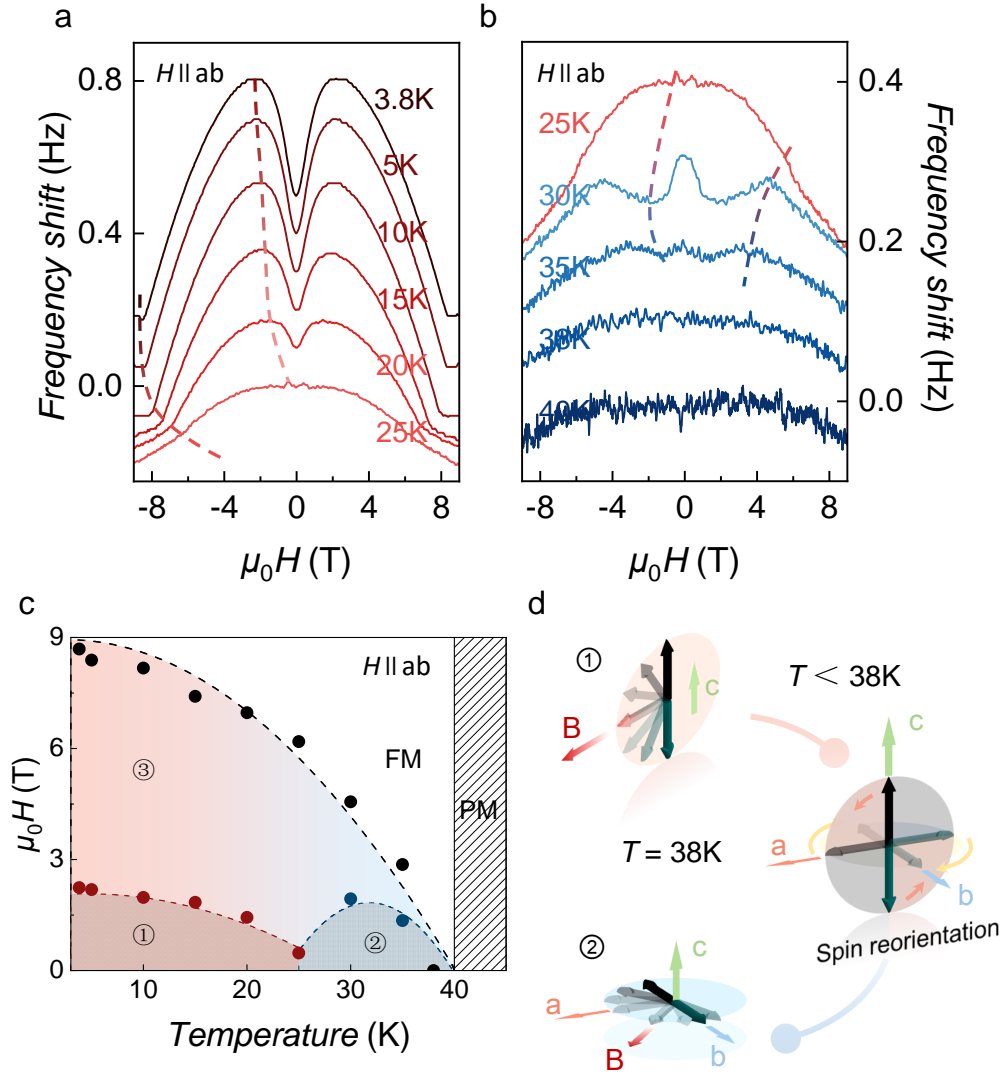 a
H || ab
3.8K
5K
10K
15K
20K
25K
0.8
0.4
0.0
Frequency shift (Hz)
-8 -4 0 4 8
μ₀H (T)
b
H || ab
25K
30K
35K
38K
40K
0.4
0.2
0.0
Frequency shift (Hz)
-8 -4 0 4 8
μ₀H (T)
c
H || ab
9
6
3
0
μ₀H (T)
③
FM
PM
①
②
0 10 20 30 40
Temperature (K)
d
①
c
B
T < 38K
c
a
b
T = 38K
Spin reorientation
②
c
a
B
b